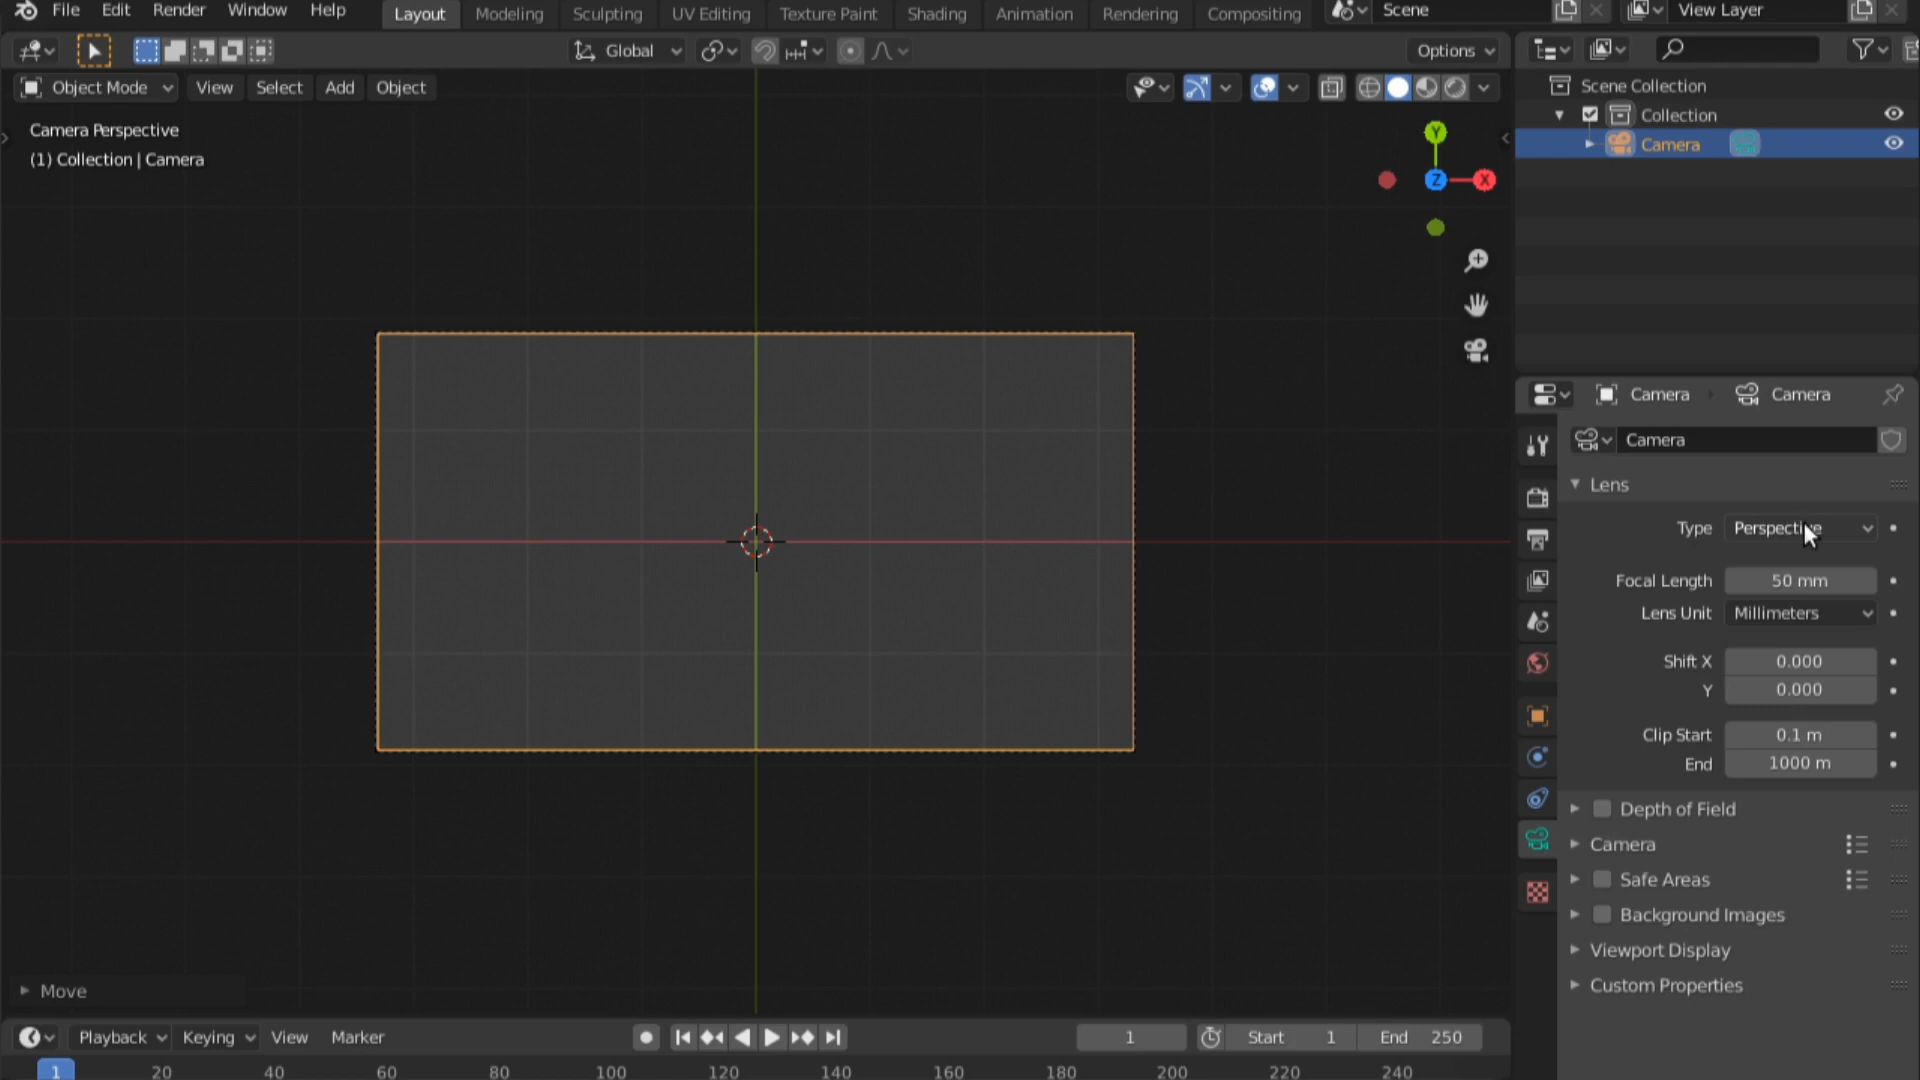 File Edit Render Window Help Layout Modeling Sculpting UV Editing Texture Paint Shading Animation Rendering Compositing Scene View Layer
Global Options
Object Mode View Select Add Object
Camera Perspective
(1) Collection | Camera
Y
Z X
Scene Collection
Collection
Camera
Camera Camera
Camera
Lens
Type Perspective
Focal Length 50 mm
Lens Unit Millimeters
Shift X 0.000
Y 0.000
Clip Start 0.1 m
End 1000 m
Depth of Field
Camera
Safe Areas
Background Images
Viewport Display
Custom Properties
Move
Playback Keying View Marker 1 Start 1 End 250
1 20 40 60 80 100 120 140 160 180 200 220 240